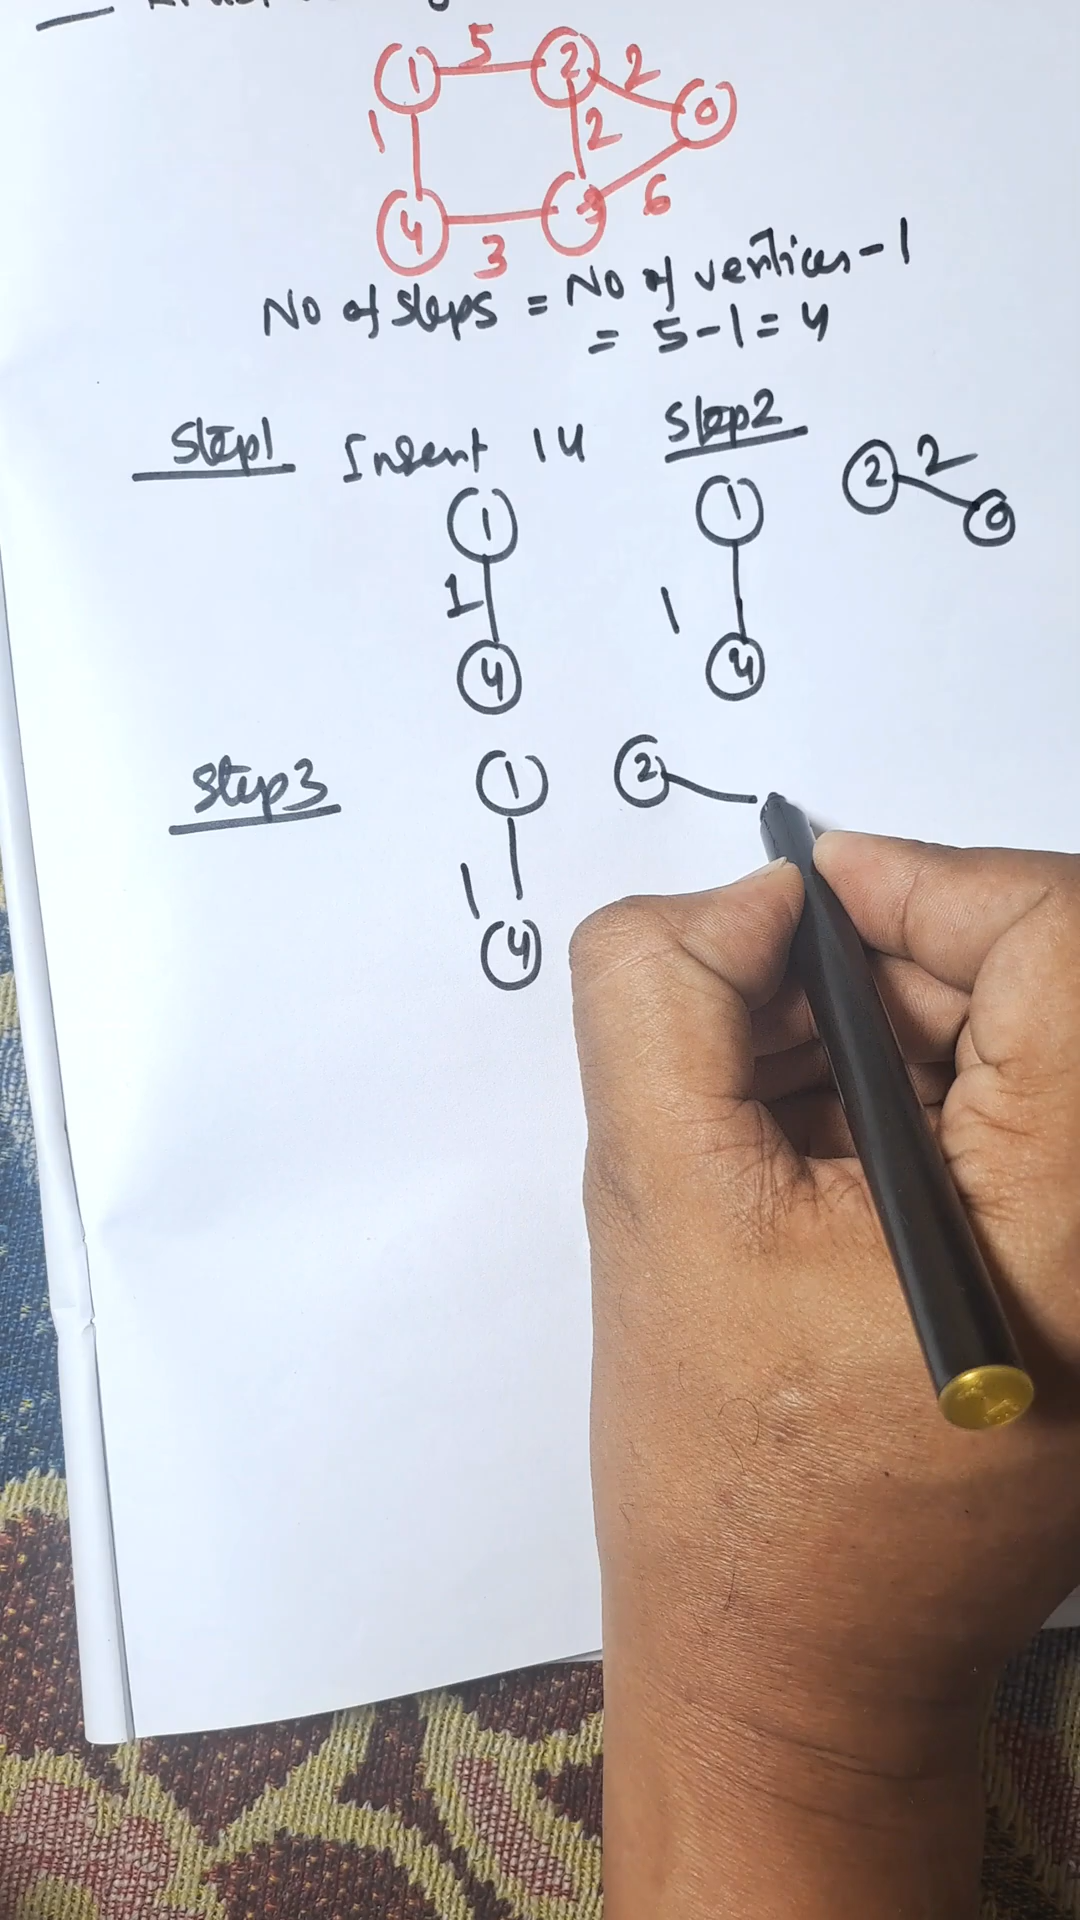 1 5 2 2 0
1 2
4 3 3 6
No of steps = No of vertices-1
= 5-1=4
Step1 Insert 14
1
1
4
Step2
1 2 2 0
1
4
Step3
1 2
1
4